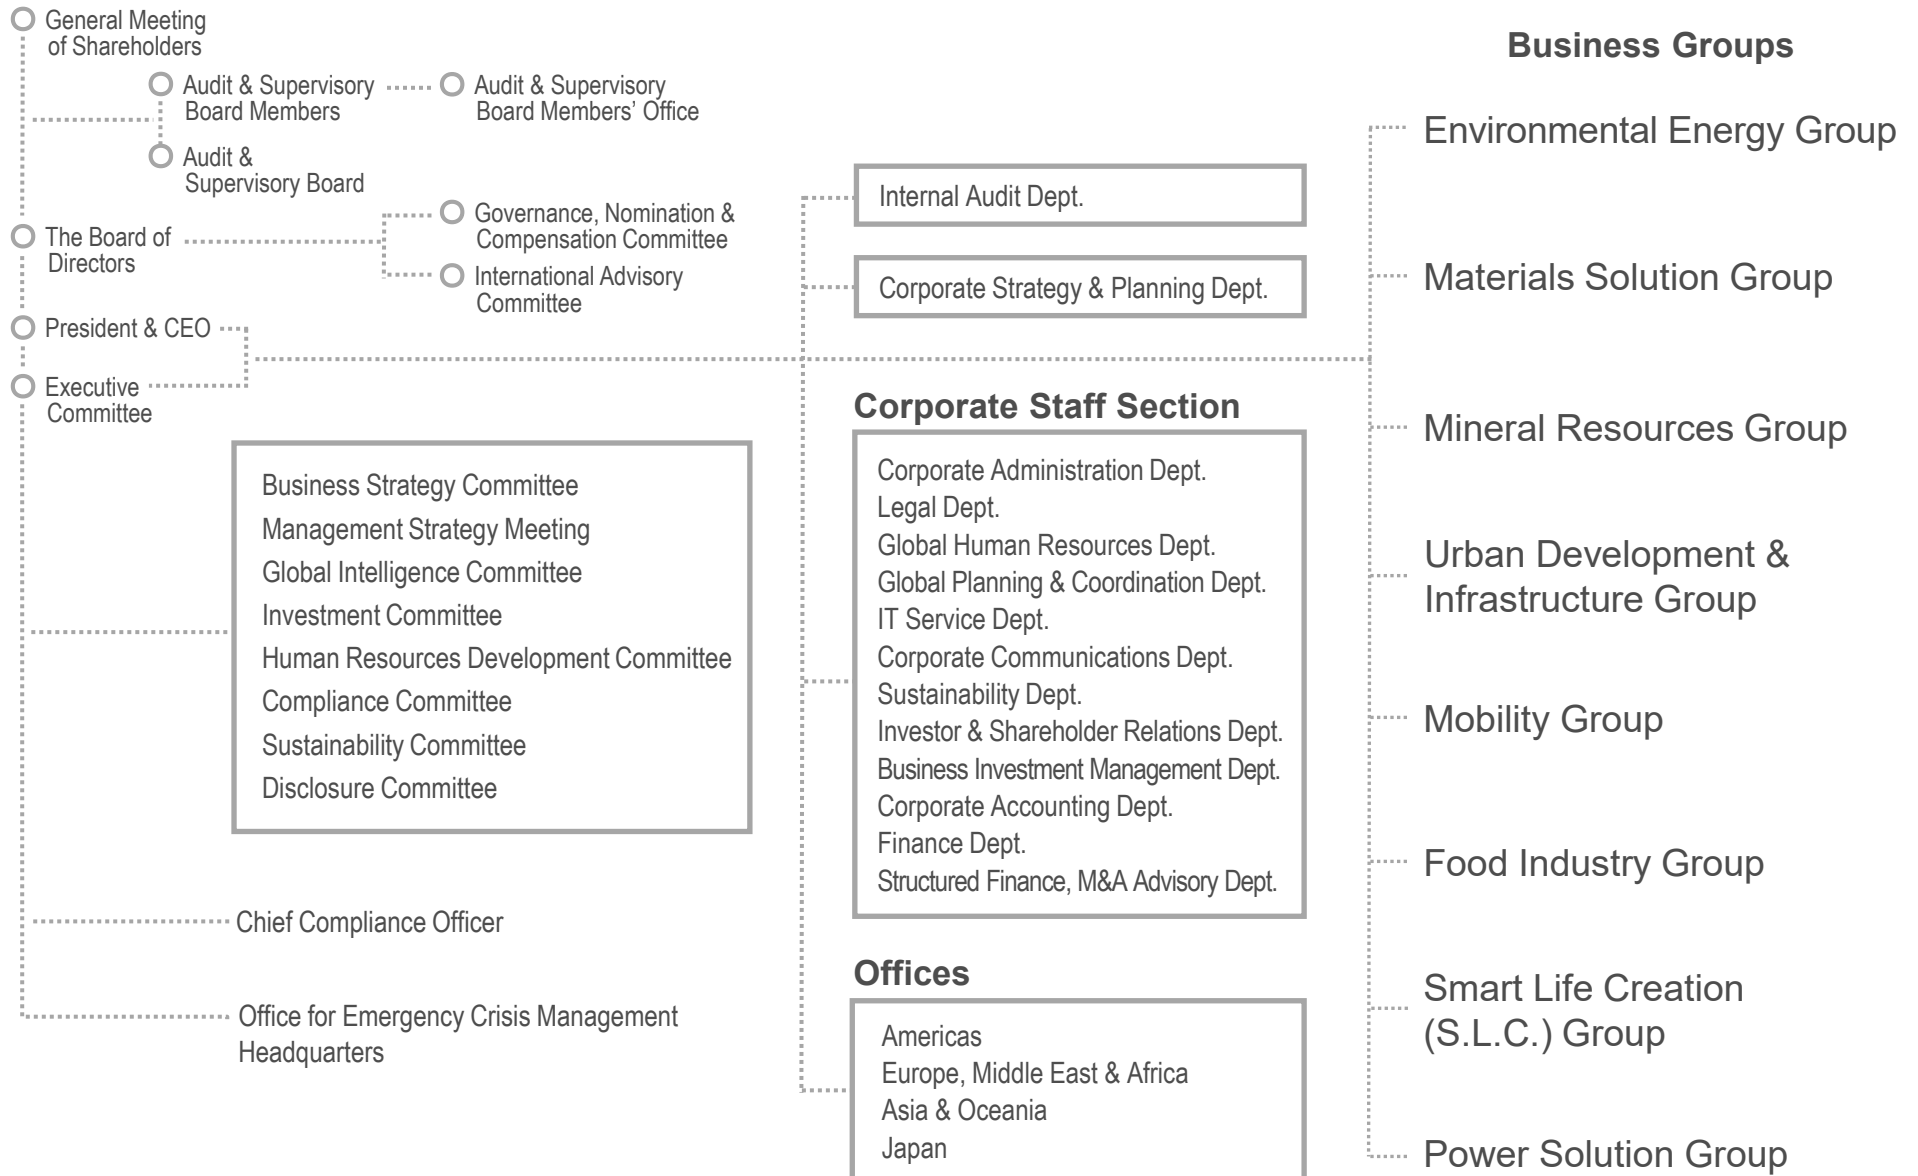 General Meeting
of Shareholders
Audit & Supervisory
Board Members
Audit & Supervisory
Board Members’ Office
Audit &
Supervisory Board
The Board of
Directors
Governance, Nomination &
Compensation Committee
International Advisory
Committee
President & CEO
Executive
Committee
Business Strategy Committee
Management Strategy Meeting
Global Intelligence Committee
Investment Committee
Human Resources Development Committee
Compliance Committee
Sustainability Committee
Disclosure Committee
Chief Compliance Officer
Office for Emergency Crisis Management
Headquarters
Internal Audit Dept.
Corporate Strategy & Planning Dept.
Corporate Staff Section
Corporate Administration Dept.
Legal Dept.
Global Human Resources Dept.
Global Planning & Coordination Dept.
IT Service Dept.
Corporate Communications Dept.
Sustainability Dept.
Investor & Shareholder Relations Dept.
Business Investment Management Dept.
Corporate Accounting Dept.
Finance Dept.
Structured Finance, M&A Advisory Dept.
Offices
Americas
Europe, Middle East & Africa
Asia & Oceania
Japan
Business Groups
Environmental Energy Group
Materials Solution Group
Mineral Resources Group
Urban Development &
Infrastructure Group
Mobility Group
Food Industry Group
Smart Life Creation
(S.L.C.) Group
Power Solution Group